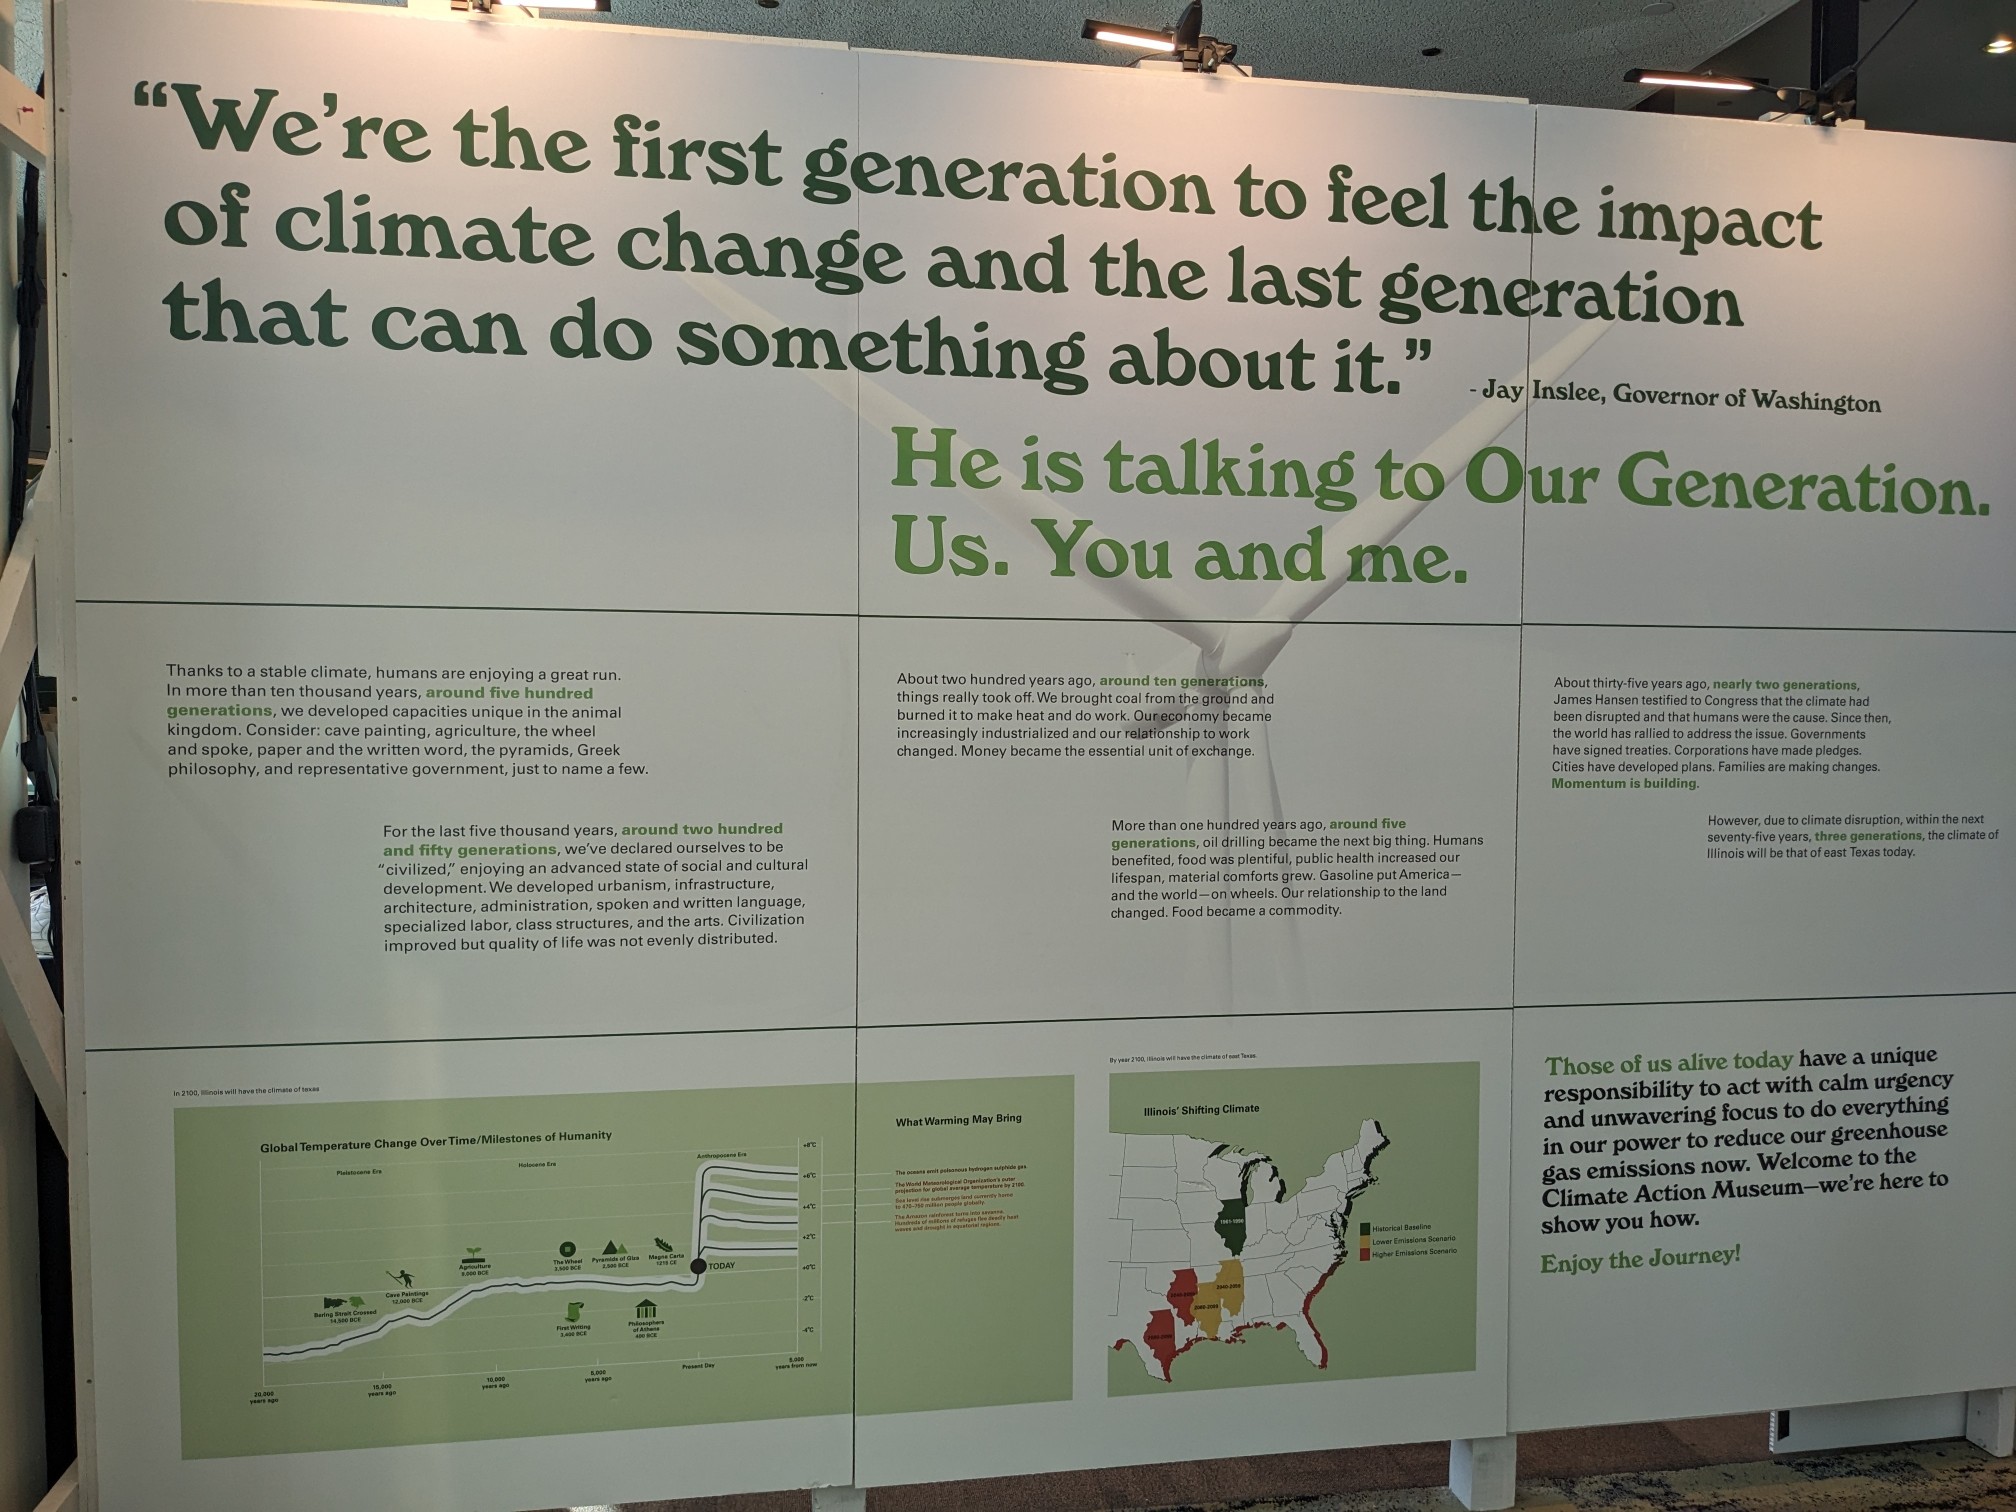 “We’re the first generation to feel the impact
of climate change and the last generation
that can do something about it.”
- Jay Inslee, Governor of Washington
He is talking to Our Generation.
Us. You and me.
Thanks to a stable climate, humans are enjoying a great run.
In more than ten thousand years, around five hundred
generations, we developed capacities unique in the animal
kingdom. Consider: cave painting, agriculture, the wheel
and spoke, paper and the written word, the pyramids, Greek
philosophy, and representative government, just to name a few.
For the last five thousand years, around two hundred
and fifty generations, we’ve declared ourselves to be
“civilized,” enjoying an advanced state of social and cultural
development. We developed urbanism, infrastructure,
architecture, administration, spoken and written language,
specialized labor, class structures, and the arts. Civilization
improved but quality of life was not evenly distributed.
About two hundred years ago, around ten generations,
things really took off. We brought coal from the ground and
burned it to make heat and do work. Our economy became
increasingly industrialized and our relationship to work
changed. Money became the essential unit of exchange.
More than one hundred years ago, around five
generations, oil drilling became the next big thing. Humans
benefited, food was plentiful, public health increased our
lifespan, material comforts grew. Gasoline put America—
and the world—on wheels. Our relationship to the land
changed. Food became a commodity.
About thirty-five years ago, nearly two generations,
James Hansen testified to Congress that the climate had
been disrupted and that humans were the cause. Since then,
the world has rallied to address the issue. Governments
have signed treaties. Corporations have made pledges.
Cities have developed plans. Families are making changes.
Momentum is building.
However, due to climate disruption, within the next
seventy-five years, three generations, the climate of
Illinois will be that of east Texas today.
In 2100, Illinois will have the climate of texas
Global Temperature Change Over Time/Milestones of Humanity
Pleistocene Era
Holocene Era
Anthropocene Era
+8°C
+6°C
+4°C
+2°C
+0°C
-2°C
-4°C
Bering Strait Crossed
14,500 BCE
Cave Paintings
12,000 BCE
Agriculture
9,000 BCE
The Wheel
3,500 BCE
Pyramids of Giza
2,500 BCE
Magna Carta
1215 CE
TODAY
First Writing
3,400 BCE
Philosophers
of Athens
400 BCE
20,000
years ago
15,000
years ago
10,000
years ago
5,000
years ago
Present Day
5,000
years from now
What Warming May Bring
The oceans emit poisonous hydrogen sulphide gas
The World Meteorological Organization's outer
projection for global average temperature by 2100.
Sea level rise submerges land currently home
to 470-760 million people globally.
The Amazon rainforest turns into savanna.
Hundreds of millions of refugees flee deadly heat
waves and drought in equatorial regions.
By year 2100, Illinois will have the climate of east Texas.
Illinois’ Shifting Climate
1961-1990
Historical Baseline
Lower Emissions Scenario
Higher Emissions Scenario
Those of us alive today have a unique
responsibility to act with calm urgency
and unwavering focus to do everything
in our power to reduce our greenhouse
gas emissions now. Welcome to the
Climate Action Museum—we’re here to
show you how.
Enjoy the Journey!